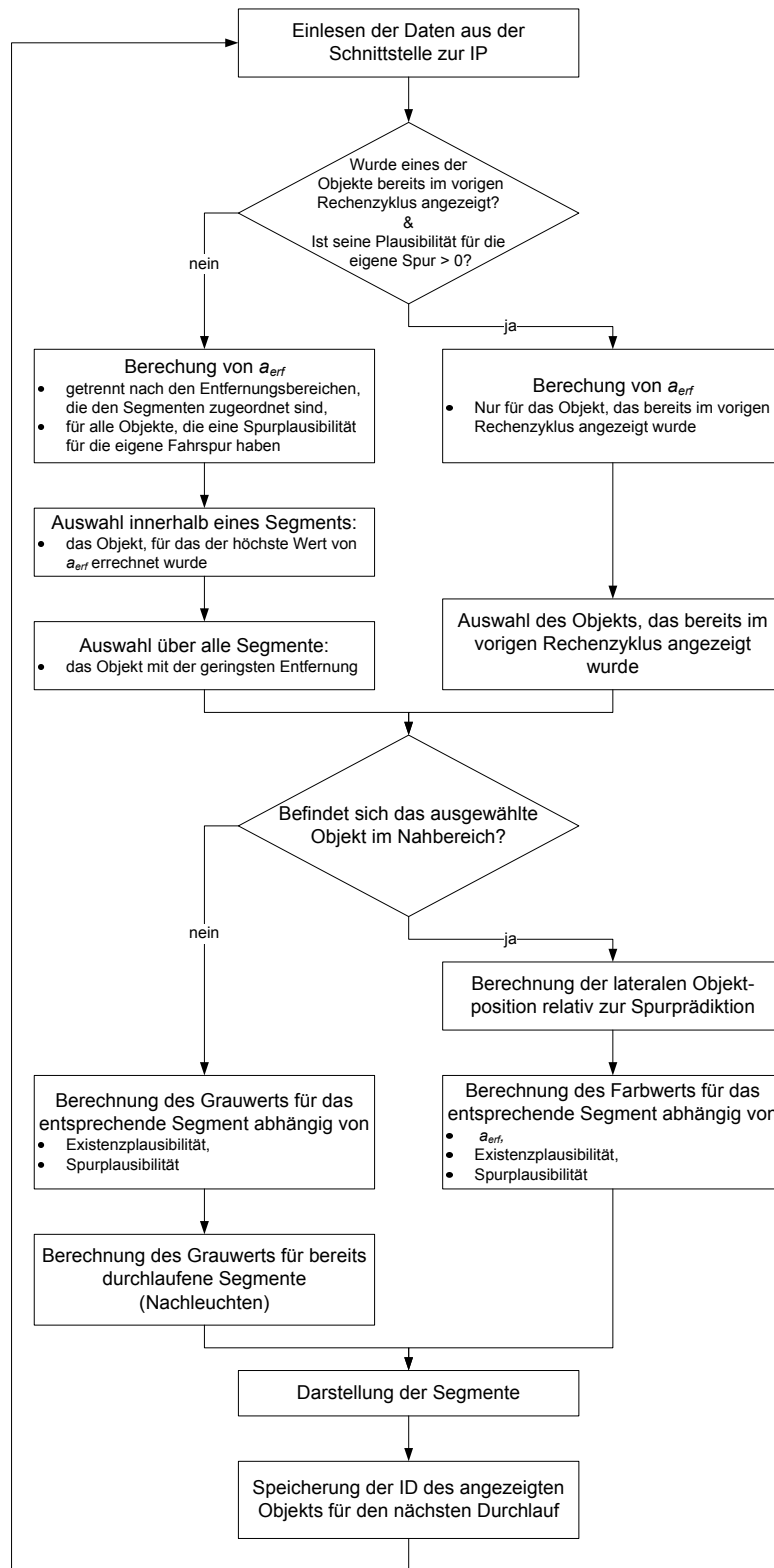 Einlesen der Daten aus der
Schnittstelle zur IP
Wurde eines der
Objekte bereits im vorigen
Rechenzyklus angezeigt?
&
Ist seine Plausibilität für die
eigene Spur > 0?
nein
ja
Berechung von a_erf
• getrennt nach den Entfernungsbereichen,
die den Segmenten zugeordnet sind,
• für alle Objekte, die eine Spurplausibilität
für die eigene Fahrspur haben
Berechung von a_erf
• Nur für das Objekt, das bereits im vorigen
Rechenzyklus angezeigt wurde
Auswahl innerhalb eines Segments:
• das Objekt, für das der höchste Wert von
a_erf errechnet wurde
Auswahl über alle Segmente:
• das Objekt mit der geringsten Entfernung
Auswahl des Objekts, das bereits im
vorigen Rechenzyklus angezeigt
wurde
Befindet sich das ausgewählte
Objekt im Nahbereich?
nein
ja
Berechnung der lateralen Objekt-
position relativ zur Spurprädiktion
Berechnung des Grauwerts für das
entsprechende Segment abhängig von
• Existenzplausibilität,
• Spurplausibilität
Berechnung des Farbwerts für das
entsprechende Segment abhängig von
• a_erf,
• Existenzplausibilität,
• Spurplausibilität
Berechnung des Grauwerts für bereits
durchlaufene Segmente
(Nachleuchten)
Darstellung der Segmente
Speicherung der ID des angezeigten
Objekts für den nächsten Durchlauf